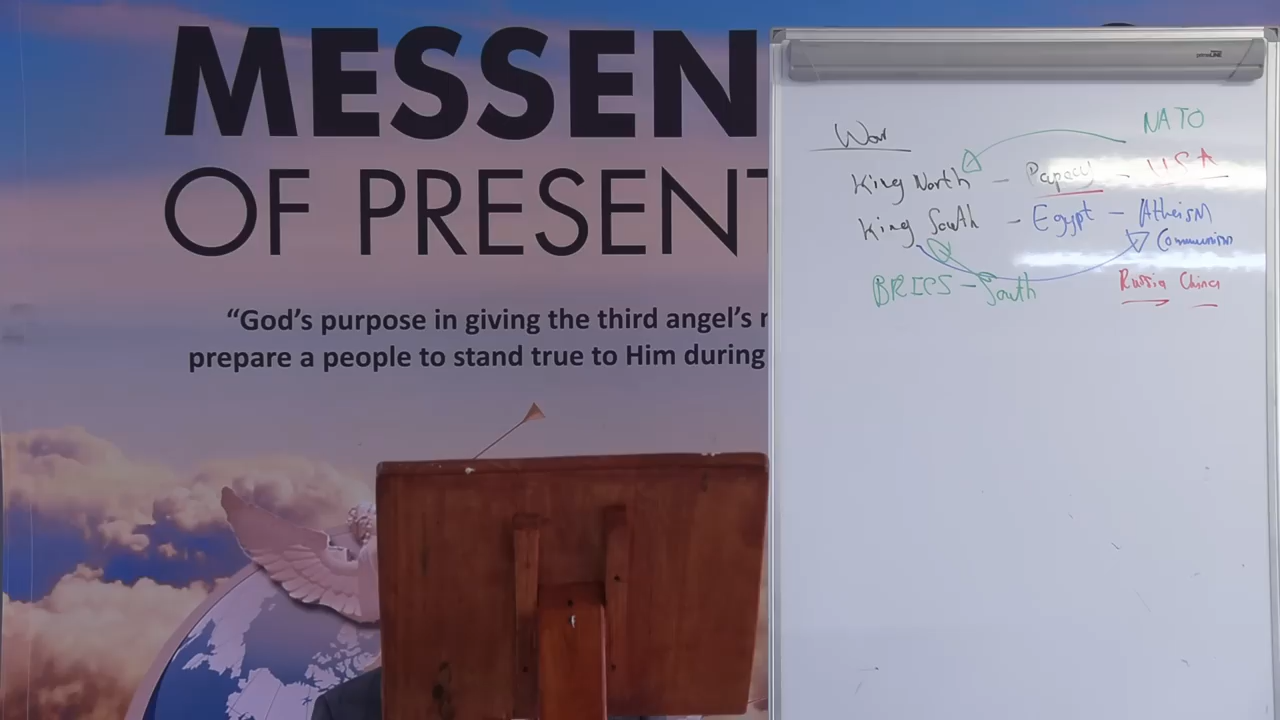 MESSEN
OF PRESENT
“God’s purpose in giving the third angel’s
prepare a people to stand true to Him during
War
NATO
King North - Papacy - USA
King South - Egypt - Atheism
Communism
BRICS - South
Russia China